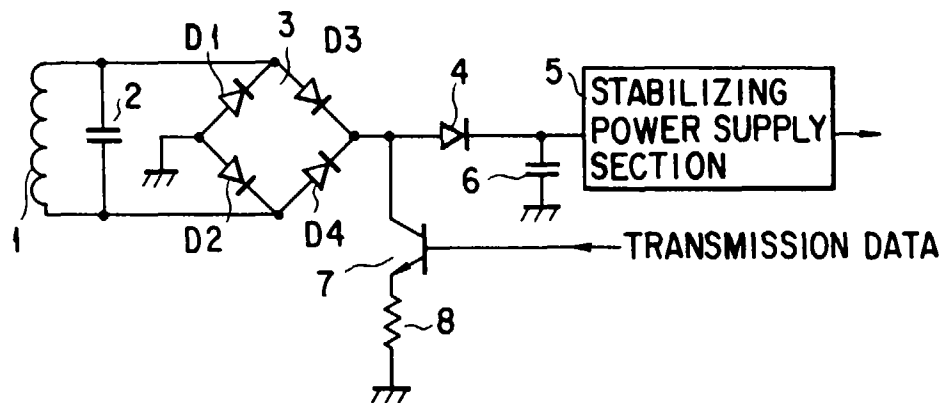 D1
3
D3
2
4
5
STABILIZING
POWER SUPPLY
SECTION
6
1
D2
D4
7
TRANSMISSION DATA
8